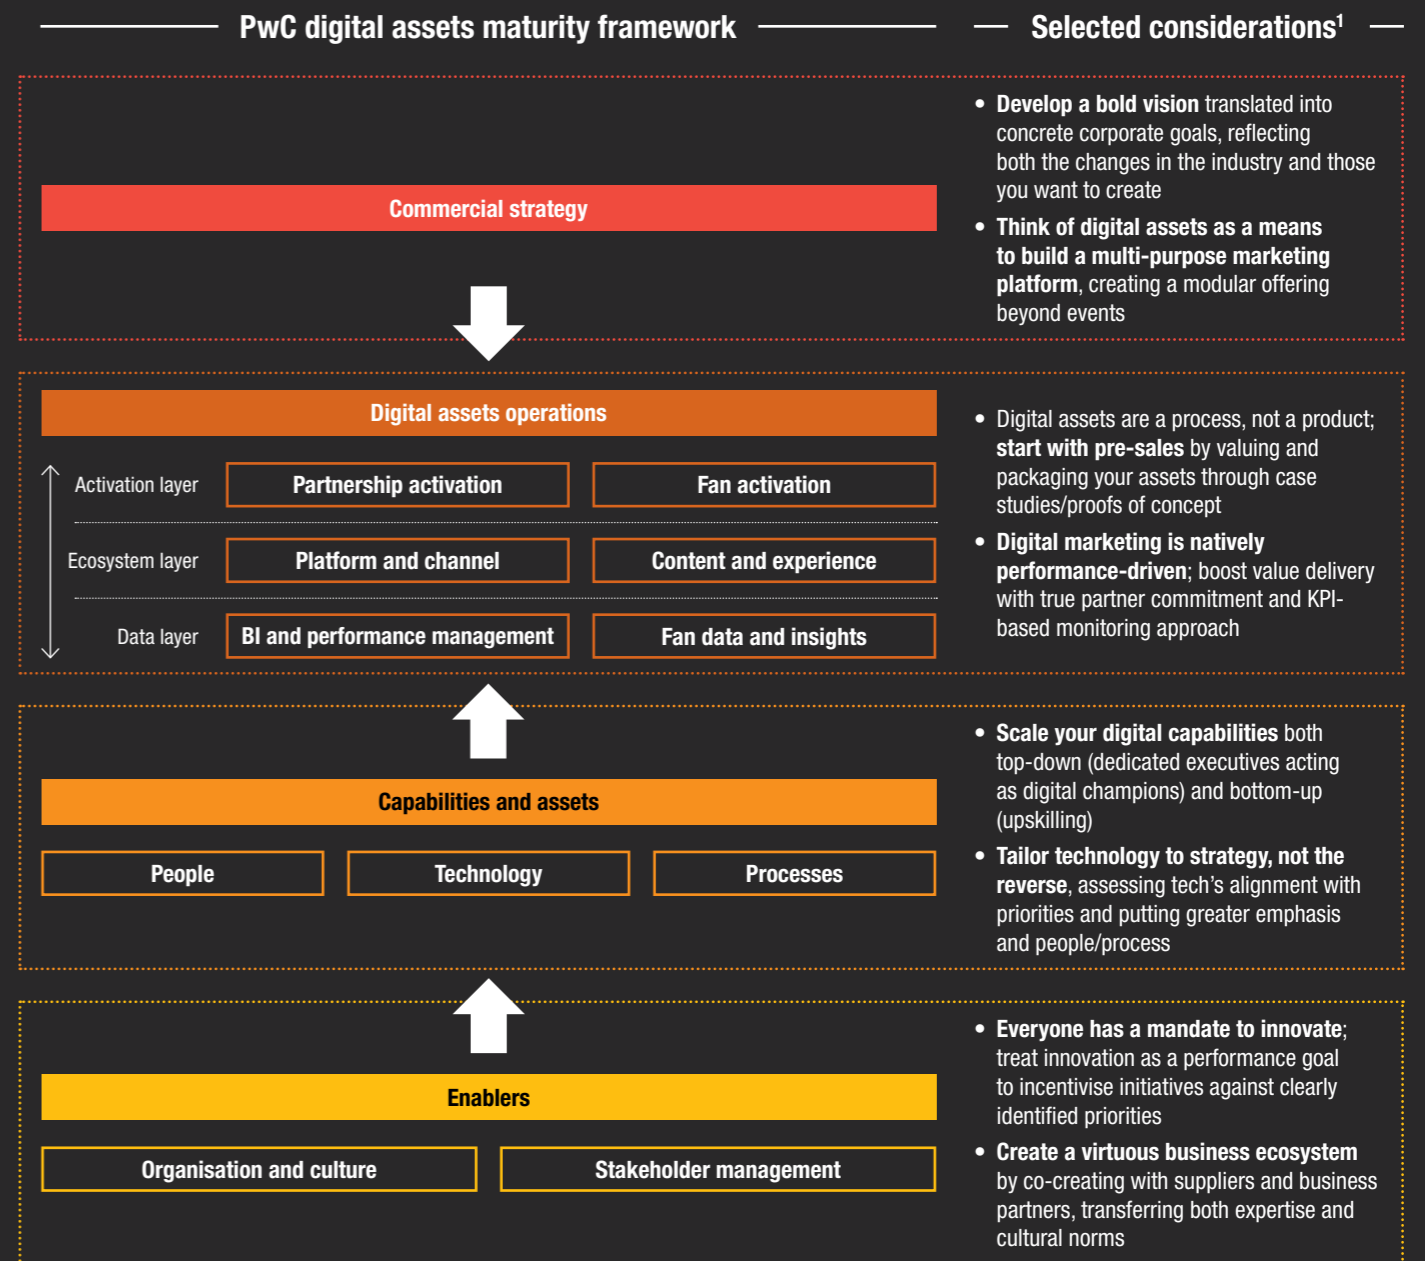 PwC digital assets maturity framework
Selected considerations¹
Commercial strategy
• Develop a bold vision translated into
concrete corporate goals, reflecting
both the changes in the industry and those
you want to create
• Think of digital assets as a means
to build a multi-purpose marketing
platform, creating a modular offering
beyond events
Digital assets operations
Activation layer
Partnership activation
Fan activation
Ecosystem layer
Platform and channel
Content and experience
Data layer
BI and performance management
Fan data and insights
• Digital assets are a process, not a product;
start with pre-sales by valuing and
packaging your assets through case
studies/proofs of concept
• Digital marketing is natively
performance-driven; boost value delivery
with true partner commitment and KPI-
based monitoring approach
Capabilities and assets
People
Technology
Processes
• Scale your digital capabilities both
top-down (dedicated executives acting
as digital champions) and bottom-up
(upskilling)
• Tailor technology to strategy, not the
reverse, assessing tech's alignment with
priorities and putting greater emphasis
and people/process
Enablers
Organisation and culture
Stakeholder management
• Everyone has a mandate to innovate;
treat innovation as a performance goal
to incentivise initiatives against clearly
identified priorities
• Create a virtuous business ecosystem
by co-creating with suppliers and business
partners, transferring both expertise and
cultural norms